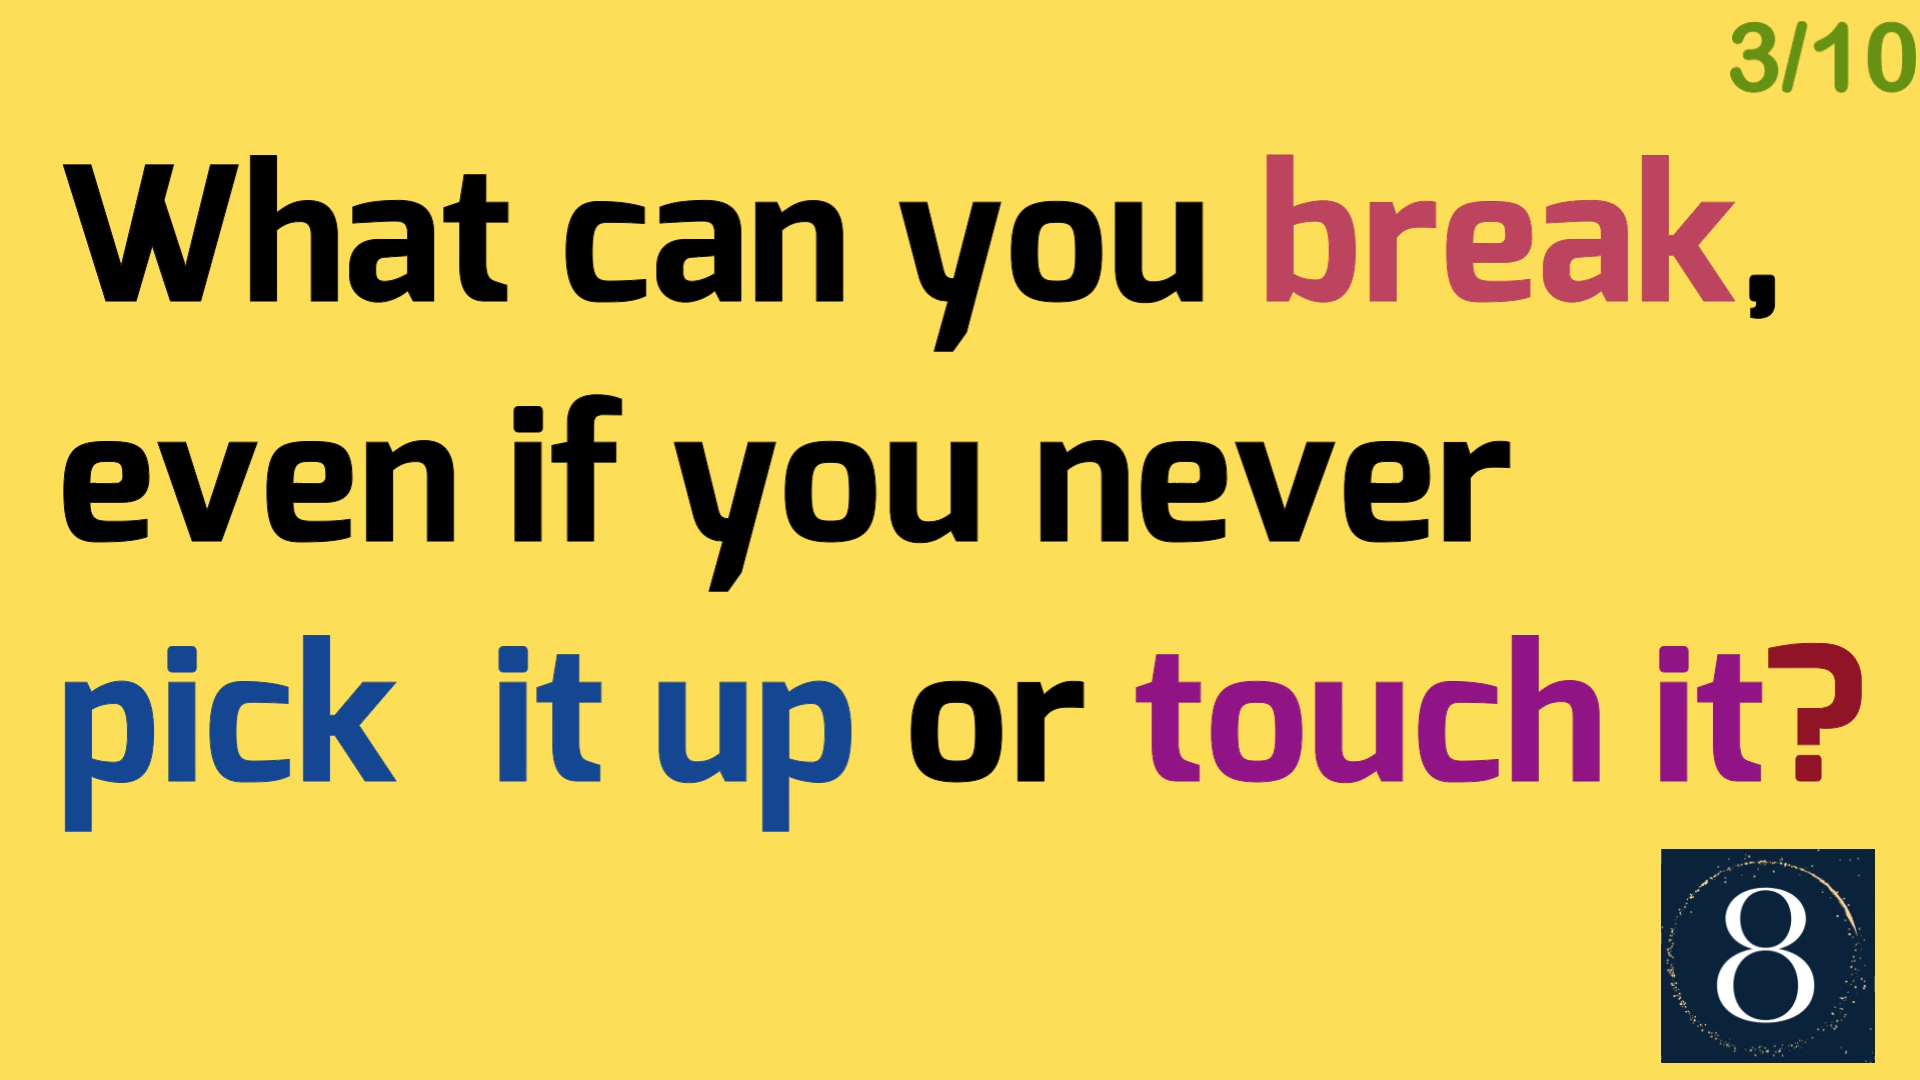 3/10
What can you break,
even if you never
pick  it up or touch it?
8